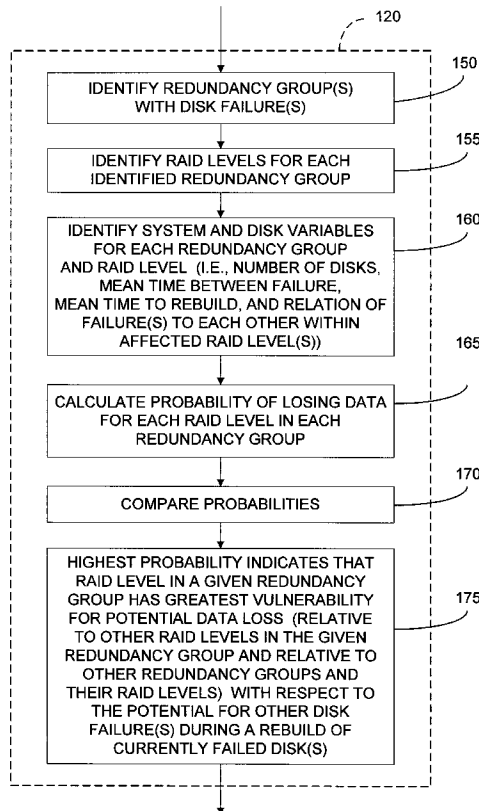 120
150
IDENTIFY REDUNDANCY GROUP(S)
WITH DISK FAILURE(S)
155
IDENTIFY RAID LEVELS FOR EACH
IDENTIFIED REDUNDANCY GROUP
160
IDENTIFY SYSTEM AND DISK VARIABLES
FOR EACH REDUNDANCY GROUP
AND RAID LEVEL (I.E., NUMBER OF DISKS,
MEAN TIME BETWEEN FAILURE,
MEAN TIME TO REBUILD, AND RELATION OF
FAILURE(S) TO EACH OTHER WITHIN
AFFECTED RAID LEVEL(S))
165
CALCULATE PROBABILITY OF LOSING DATA
FOR EACH RAID LEVEL IN EACH
REDUNDANCY GROUP
170
COMPARE PROBABILITIES
175
HIGHEST PROBABILITY INDICATES THAT
RAID LEVEL IN A GIVEN REDUNDANCY
GROUP HAS GREATEST VULNERABILITY
FOR POTENTIAL DATA LOSS (RELATIVE
TO OTHER RAID LEVELS IN THE GIVEN
REDUNDANCY GROUP AND RELATIVE TO
OTHER REDUNDANCY GROUPS AND
THEIR RAID LEVELS) WITH RESPECT TO
THE POTENTIAL FOR OTHER DISK
FAILURE(S) DURING A REBUILD OF
CURRENTLY FAILED DISK(S)